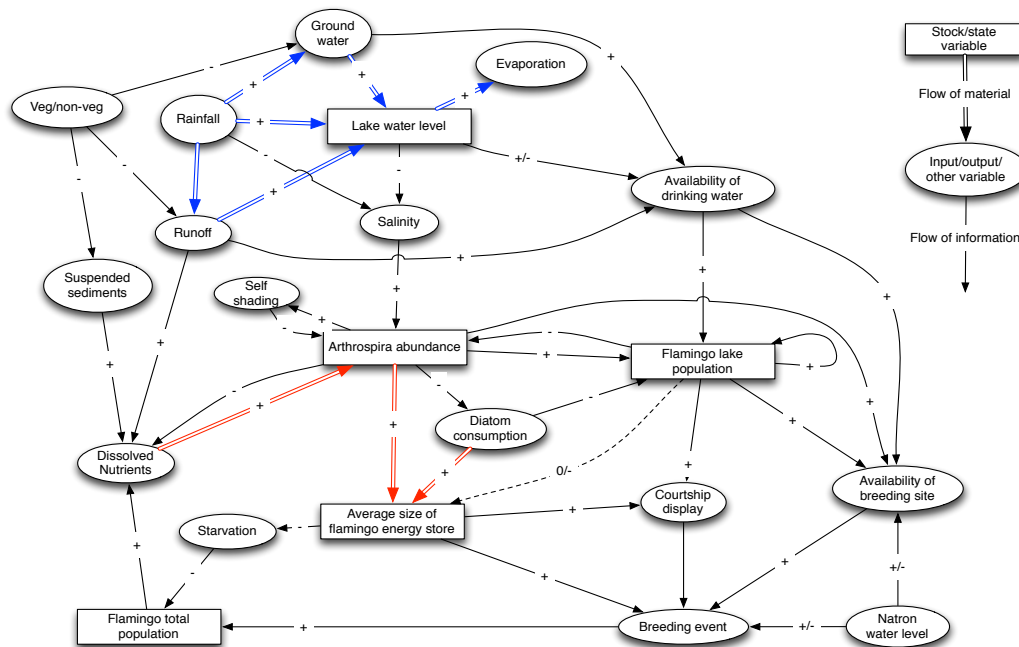 Ground
water
Stock/state
variable
-
+
+
Evaporation
+
Flow of material
Veg/non-veg
Rainfall
+
Lake water level
+/-
-
-
-
-
+
Input/output/
other variable
Availability of
drinking water
Runoff
Salinity
Flow of information
+
Suspended
sediments
Self
shading
+
+
+
+
-
-
Arthrospira abundance
+
Flamingo lake
population
+
+
+
-
-
+
+
Diatom
consumption
-
+
Dissolved
Nutrients
+
+
0/-
+
Availability of
breeding site
Courtship
display
Average size of
flamingo energy store
+
Starvation
-
+
-
+
+
+/-
Flamingo total
population
+
Breeding event
+/-
Natron
water level